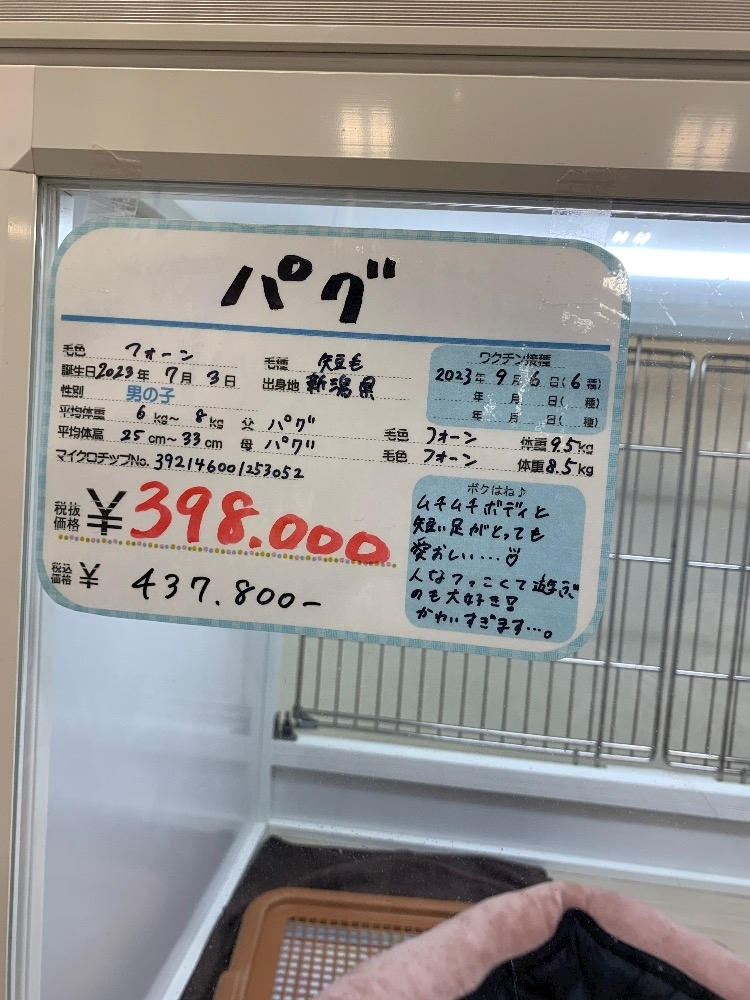 パグ
毛色 フォーン 毛種 短毛
誕生日2023年 7月 3日 出身地 新潟県
性別 男の子
平均体重 6 kg~ 8 kg 父 パグ 毛色 フォーン 体重9.5kg
平均体高 25 cm~ 33 cm 母 パグ 毛色 フォーン 体重8.5kg
マイクロチップNo. 392146001253052
ワクチン接種
2023年 9月 6日(6種)
年 月 日( 種)
年 月 日( 種)
税抜価格 ¥398.000
税込価格 ¥ 437.800-
ボクはね♪
ムチムチボディと
短い足がとっても
愛おしい...♡
人なつっこくて遊ぶ
のも大好き!
かわいすぎます...。